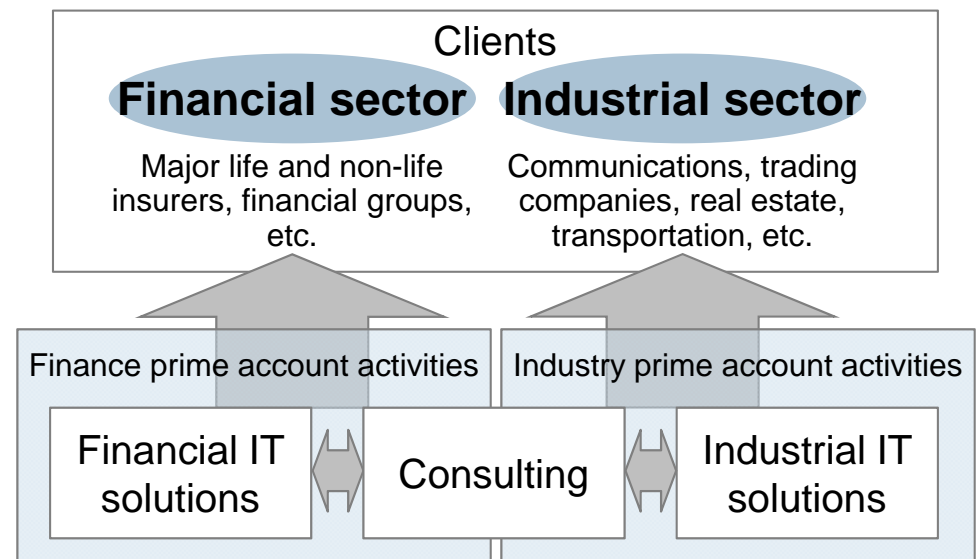 Clients
Financial sector
Industrial sector
Major life and non-life
insurers, financial groups,
etc.
Communications, trading
companies, real estate,
transportation, etc.
Finance prime account activities
Industry prime account activities
Financial IT
solutions
Consulting
Industrial IT
solutions